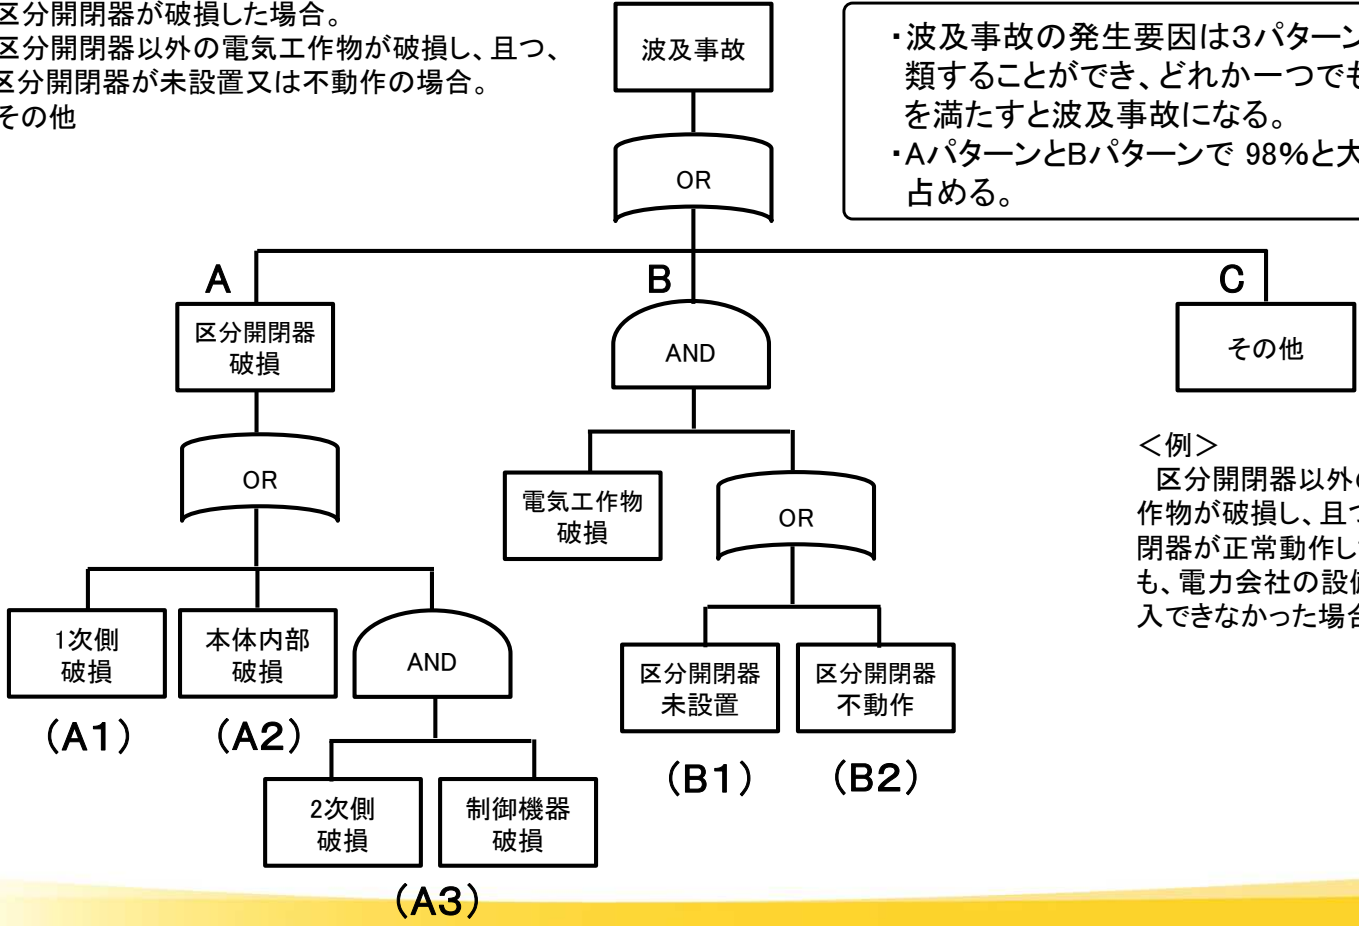 区分開閉器が破損した場合。
区分開閉器以外の電気工作物が破損し、且つ、
区分開閉器が未設置又は不動作の場合。
その他
波及事故
・波及事故の発生要因は3パターン
類することができ、どれか一つでも
を満たすと波及事故になる。
・AパターンとBパターンで 98%と大
占める。
OR
A
B
C
区分開閉器
破損
AND
その他
OR
電気工作物
破損
OR
<例>
区分開閉器以外の
作物が破損し、且つ
閉器が正常動作し
も、電力会社の設備
入できなかった場合
1次側
破損
本体内部
破損
AND
区分開閉器
未設置
区分開閉器
不動作
(A1)
(A2)
(B1)
(B2)
2次側
破損
制御機器
破損
(A3)